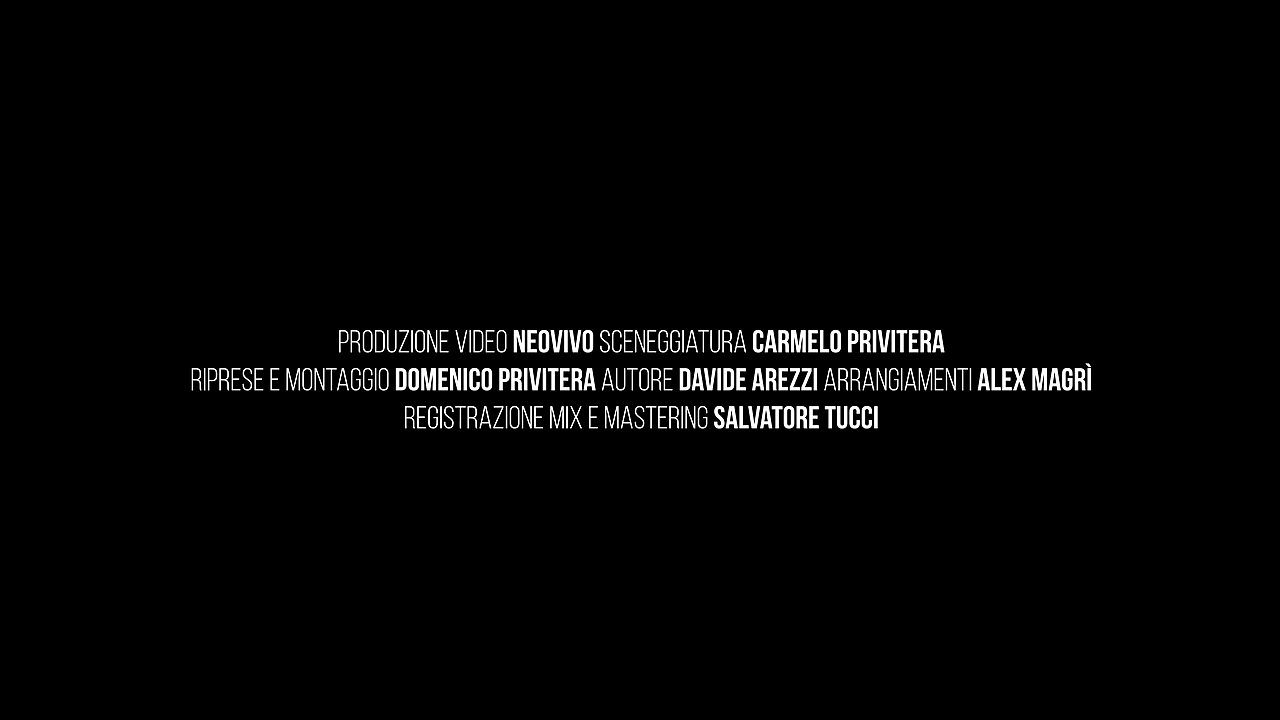 PRODUZIONE VIDEO NEOVIVO SCENEGGIATURA CARMELO PRIVITERA
RIPRESE E MONTAGGIO DOMENICO PRIVITERA AUTORE DAVIDE AREZZI ARRANGIAMENTI ALEX MAGRÌ
REGISTRAZIONE MIX E MASTERING SALVATORE TUCCI